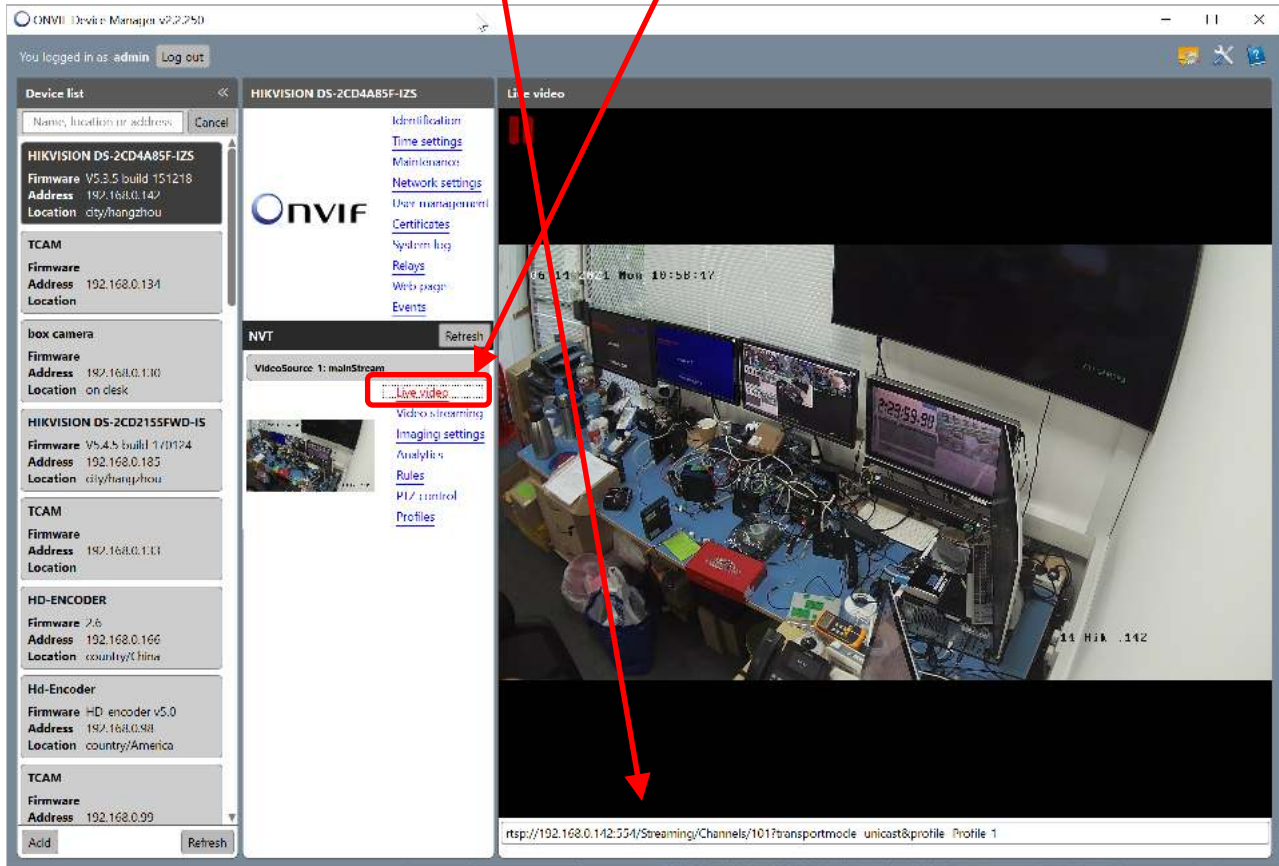 ONVIF Device Manager v2.2.250
You logged in as admin Log out
Device list «
Name, location or address Cancel
HIKVISION DS-2CD4A85F-IZS
Firmware V5.3.5 build 151218
Address 192.168.0.142
Location city/hangzhou
TCAM
Firmware
Address 192.168.0.134
Location
box camera
Firmware
Address 192.168.0.130
Location on desk
HIKVISION DS-2CD2155FWD-IS
Firmware V5.4.5 build 170124
Address 192.168.0.185
Location city/hangzhou
TCAM
Firmware
Address 192.168.0.133
Location
HD-ENCODER
Firmware 2.6
Address 192.168.0.166
Location country/China
Hd-Encoder
Firmware HD encoder v5.0
Address 192.168.0.98
Location country/America
TCAM
Firmware
Address 192.168.0.99
Add Refresh
HIKVISION DS-2CD4A85F-IZS
ONVIF
Identification
Time settings
Maintenance
Network settings
User management
Certificates
System log
Relays
Web page
Events
NVT Refresh
VideoSource 1: mainStream
Live video
Video streaming
Imaging settings
Analytics
Rules
PTZ control
Profiles
Live video
Mon 10:58:47
2:29:59.90
14 Hik .142
rtsp://192.168.0.142:554/Streaming/Channels/101?transportmode unicast&profile Profile 1